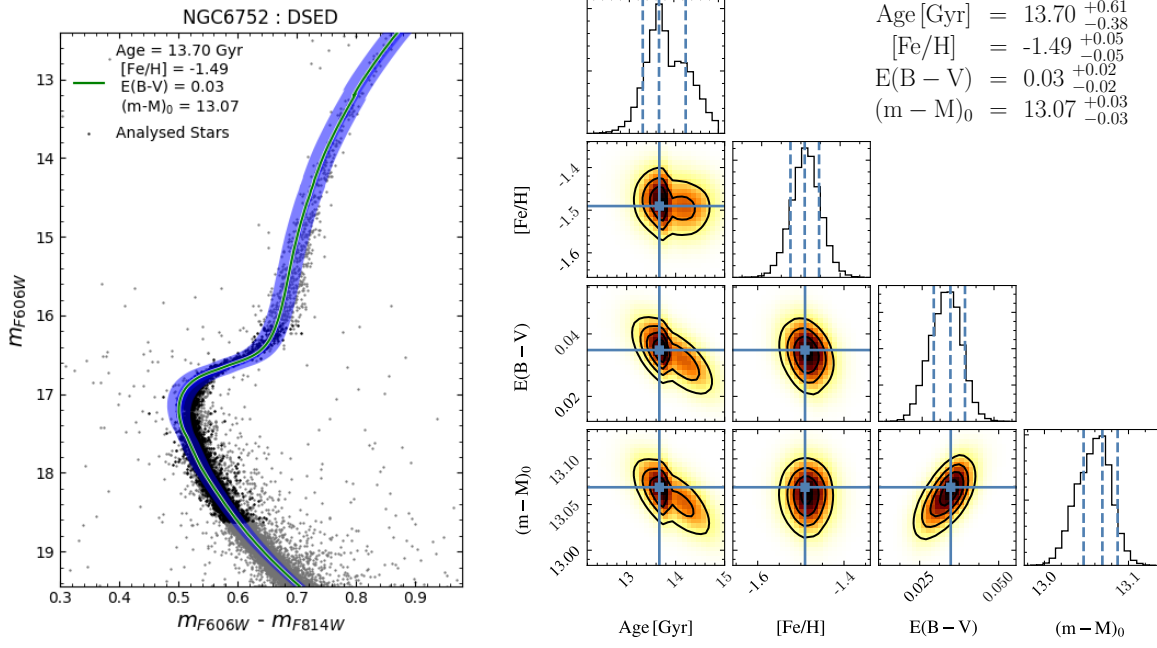 NGC6752 : DSED
Age = 13.70 Gyr
[Fe/H] = -1.49
E(B-V) = 0.03
(m-M)0 = 13.07
Analysed Stars
13
14
15
16
17
18
19
m_F606W
0.3 0.4 0.5 0.6 0.7 0.8 0.9
m_F606W - m_F814W
Age [Gyr] = 13.70 +0.61 -0.38
[Fe/H] = -1.49 +0.05 -0.05
E(B − V) = 0.03 +0.02 -0.02
(m − M)0 = 13.07 +0.03 -0.03
[Fe/H]
-1.4
-1.5
-1.6
E(B − V)
0.04
0.02
(m − M)0
13.10
13.05
13.00
13 14 15
-1.6 -1.4
0.025 0.050
13.0 13.1
Age [Gyr]
[Fe/H]
E(B − V)
(m − M)0